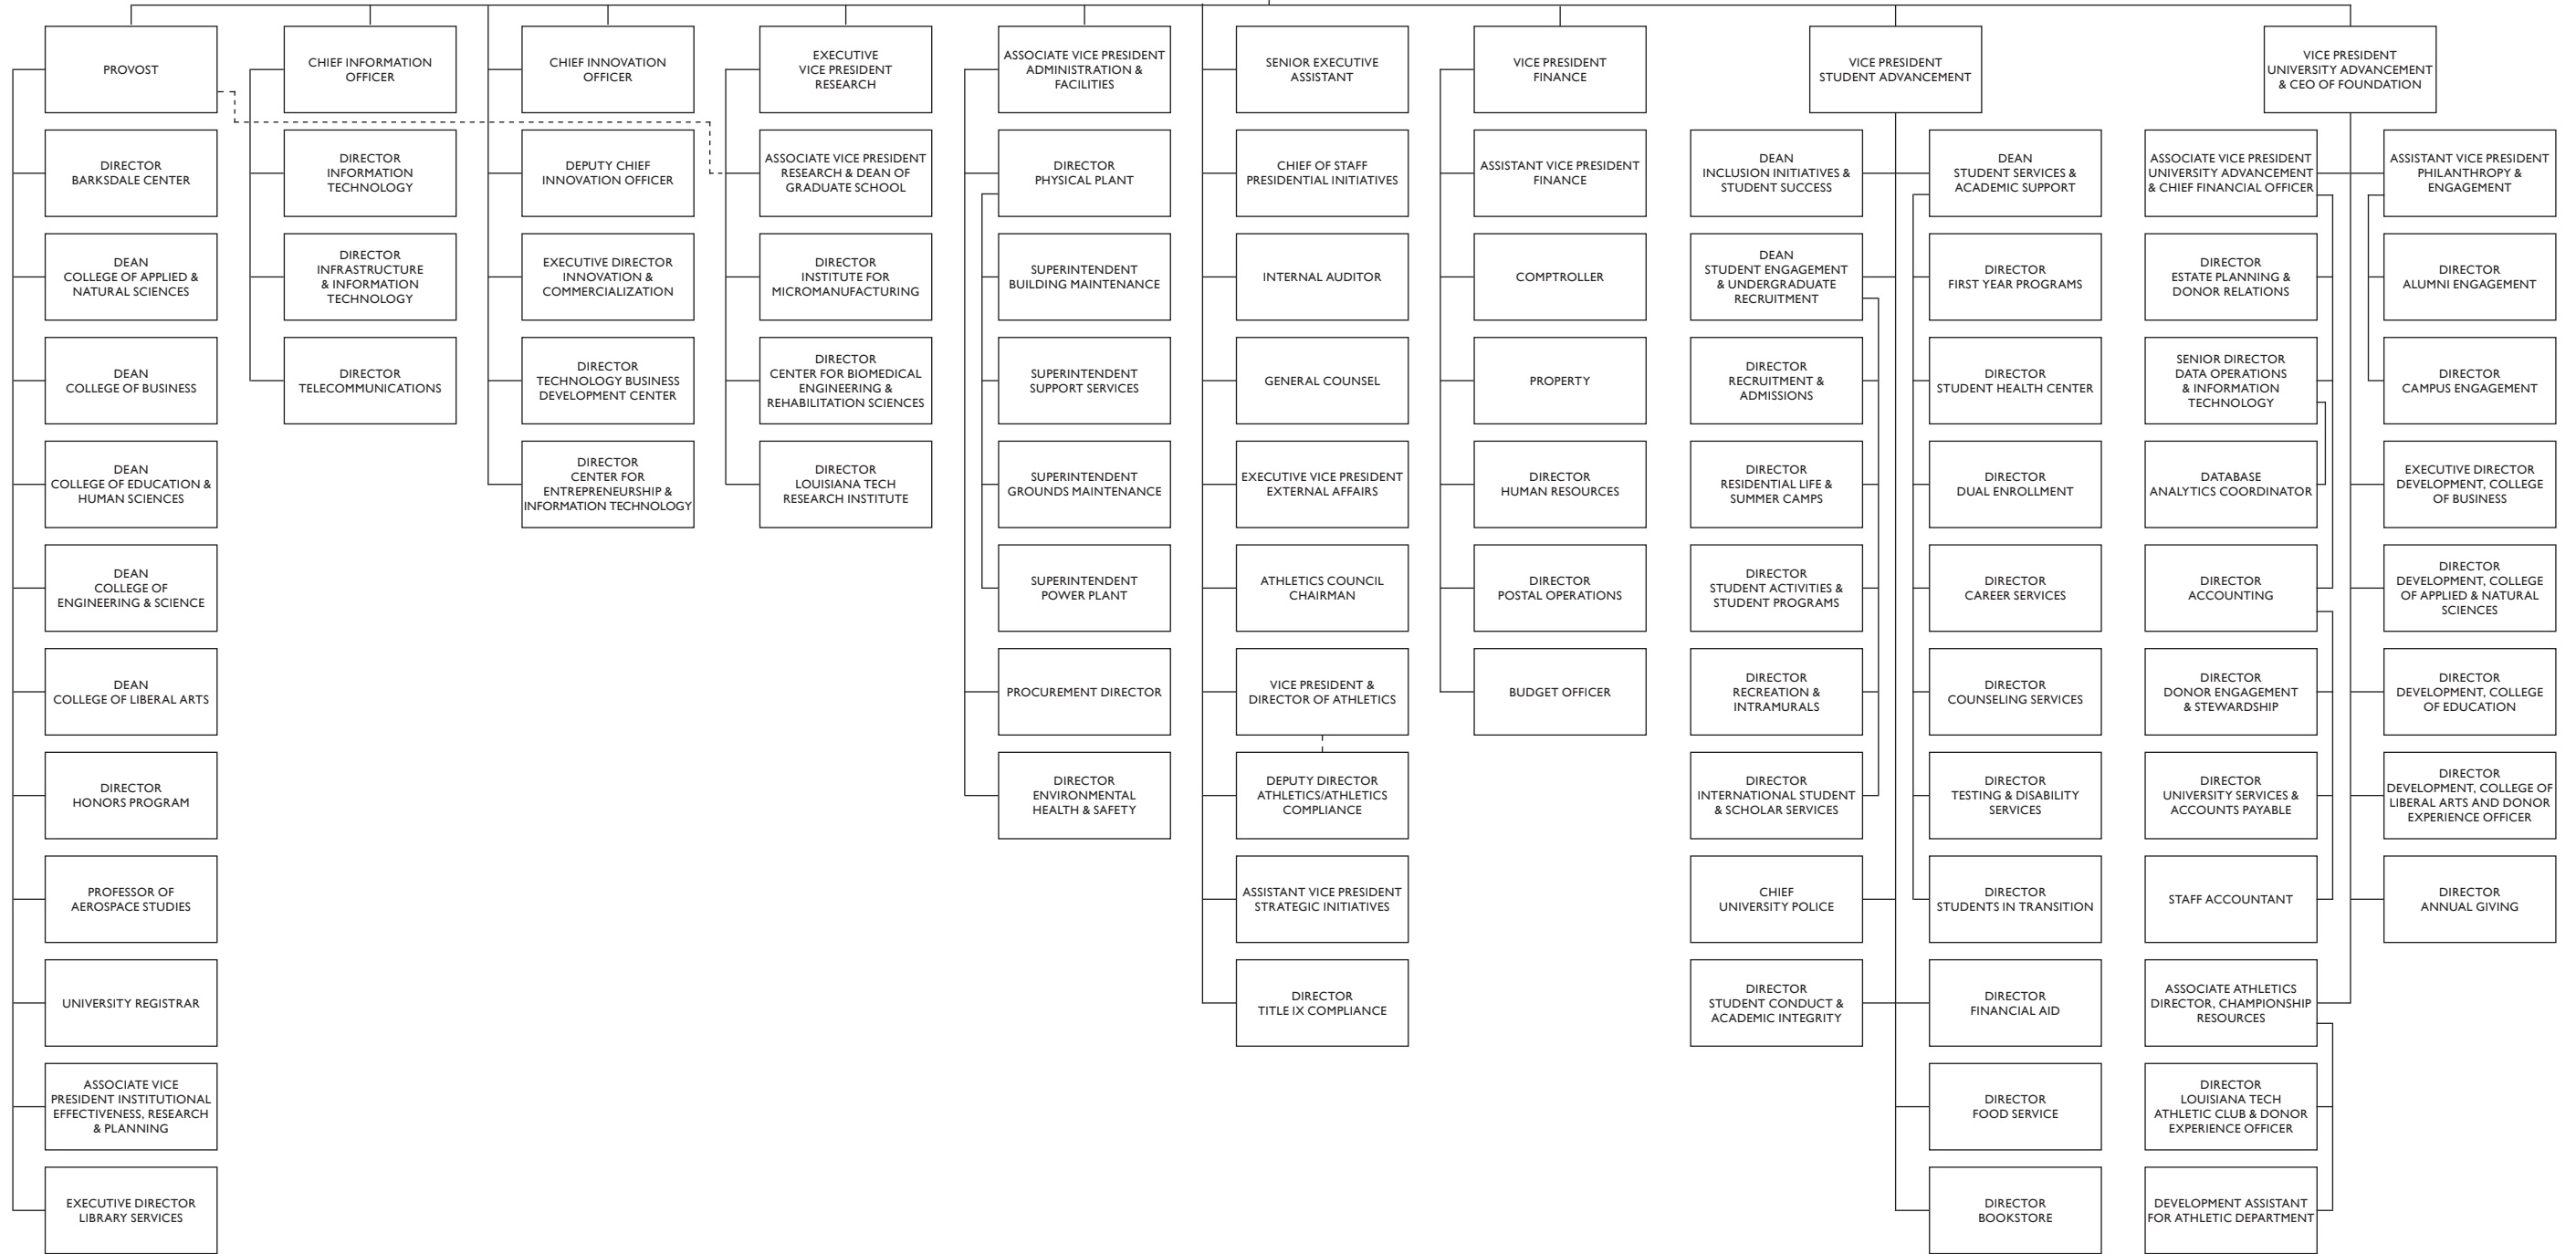 PROVOST
DIRECTOR
BARKSDALE CENTER
DEAN
COLLEGE OF APPLIED &
NATURAL SCIENCES
DEAN
COLLEGE OF BUSINESS
DEAN
COLLEGE OF EDUCATION &
HUMAN SCIENCES
DEAN
COLLEGE OF
ENGINEERING & SCIENCE
DEAN
COLLEGE OF LIBERAL ARTS
DIRECTOR
HONORS PROGRAM
PROFESSOR OF
AEROSPACE STUDIES
UNIVERSITY REGISTRAR
ASSOCIATE VICE
PRESIDENT INSTITUTIONAL
EFFECTIVENESS, RESEARCH
& PLANNING
EXECUTIVE DIRECTOR
LIBRARY SERVICES
CHIEF INFORMATION
OFFICER
DIRECTOR
INFORMATION
TECHNOLOGY
DIRECTOR
INFRASTRUCTURE
& INFORMATION
TECHNOLOGY
DIRECTOR
TELECOMMUNICATIONS
CHIEF INNOVATION
OFFICER
DEPUTY CHIEF
INNOVATION OFFICER
EXECUTIVE DIRECTOR
INNOVATION &
COMMERCIALIZATION
DIRECTOR
TECHNOLOGY BUSINESS
DEVELOPMENT CENTER
DIRECTOR
CENTER FOR
ENTREPRENEURSHIP &
INFORMATION TECHNOLOGY
EXECUTIVE
VICE PRESIDENT
RESEARCH
ASSOCIATE VICE PRESIDENT
RESEARCH & DEAN OF
GRADUATE SCHOOL
DIRECTOR
INSTITUTE FOR
MICROMANUFACTURING
DIRECTOR
CENTER FOR BIOMEDICAL
ENGINEERING &
REHABILITATION SCIENCES
DIRECTOR
LOUISIANA TECH
RESEARCH INSTITUTE
ASSOCIATE VICE PRESIDENT
ADMINISTRATION &
FACILITIES
DIRECTOR
PHYSICAL PLANT
SUPERINTENDENT
BUILDING MAINTENANCE
SUPERINTENDENT
SUPPORT SERVICES
SUPERINTENDENT
GROUNDS MAINTENANCE
SUPERINTENDENT
POWER PLANT
PROCUREMENT DIRECTOR
DIRECTOR
ENVIRONMENTAL
HEALTH & SAFETY
SENIOR EXECUTIVE
ASSISTANT
CHIEF OF STAFF
PRESIDENTIAL INITIATIVES
INTERNAL AUDITOR
GENERAL COUNSEL
EXECUTIVE VICE PRESIDENT
EXTERNAL AFFAIRS
ATHLETICS COUNCIL
CHAIRMAN
VICE PRESIDENT &
DIRECTOR OF ATHLETICS
DEPUTY DIRECTOR
ATHLETICS/ATHLETICS
COMPLIANCE
ASSISTANT VICE PRESIDENT
STRATEGIC INITIATIVES
DIRECTOR
TITLE IX COMPLIANCE
VICE PRESIDENT
FINANCE
ASSISTANT VICE PRESIDENT
FINANCE
COMPTROLLER
PROPERTY
DIRECTOR
HUMAN RESOURCES
DIRECTOR
POSTAL OPERATIONS
BUDGET OFFICER
VICE PRESIDENT
STUDENT ADVANCEMENT
DEAN
INCLUSION INITIATIVES &
STUDENT SUCCESS
DEAN
STUDENT ENGAGEMENT
& UNDERGRADUATE
RECRUITMENT
DIRECTOR
RECRUITMENT &
ADMISSIONS
DIRECTOR
RESIDENTIAL LIFE &
SUMMER CAMPS
DIRECTOR
STUDENT ACTIVITIES &
STUDENT PROGRAMS
DIRECTOR
RECREATION &
INTRAMURALS
DIRECTOR
INTERNATIONAL STUDENT
& SCHOLAR SERVICES
CHIEF
UNIVERSITY POLICE
DIRECTOR
STUDENT CONDUCT &
ACADEMIC INTEGRITY
DEAN
STUDENT SERVICES &
ACADEMIC SUPPORT
DIRECTOR
FIRST YEAR PROGRAMS
DIRECTOR
STUDENT HEALTH CENTER
DIRECTOR
DUAL ENROLLMENT
DIRECTOR
CAREER SERVICES
DIRECTOR
COUNSELING SERVICES
DIRECTOR
TESTING & DISABILITY
SERVICES
DIRECTOR
STUDENTS IN TRANSITION
DIRECTOR
FINANCIAL AID
DIRECTOR
FOOD SERVICE
DIRECTOR
BOOKSTORE
VICE PRESIDENT
UNIVERSITY ADVANCEMENT
& CEO OF FOUNDATION
ASSOCIATE VICE PRESIDENT
UNIVERSITY ADVANCEMENT
& CHIEF FINANCIAL OFFICER
DIRECTOR
ESTATE PLANNING &
DONOR RELATIONS
SENIOR DIRECTOR
DATA OPERATIONS
& INFORMATION
TECHNOLOGY
DATABASE
ANALYTICS COORDINATOR
DIRECTOR
ACCOUNTING
DIRECTOR
DONOR ENGAGEMENT
& STEWARDSHIP
DIRECTOR
UNIVERSITY SERVICES &
ACCOUNTS PAYABLE
STAFF ACCOUNTANT
ASSOCIATE ATHLETICS
DIRECTOR, CHAMPIONSHIP
RESOURCES
DIRECTOR
LOUISIANA TECH
ATHLETIC CLUB & DONOR
EXPERIENCE OFFICER
DEVELOPMENT ASSISTANT
FOR ATHLETIC DEPARTMENT
ASSISTANT VICE PRESIDENT
PHILANTHROPY &
ENGAGEMENT
DIRECTOR
ALUMNI ENGAGEMENT
DIRECTOR
CAMPUS ENGAGEMENT
EXECUTIVE DIRECTOR
DEVELOPMENT, COLLEGE
OF BUSINESS
DIRECTOR
DEVELOPMENT, COLLEGE
OF APPLIED & NATURAL
SCIENCES
DIRECTOR
DEVELOPMENT, COLLEGE
OF EDUCATION
DIRECTOR
DEVELOPMENT, COLLEGE OF
LIBERAL ARTS AND DONOR
EXPERIENCE OFFICER
DIRECTOR
ANNUAL GIVING